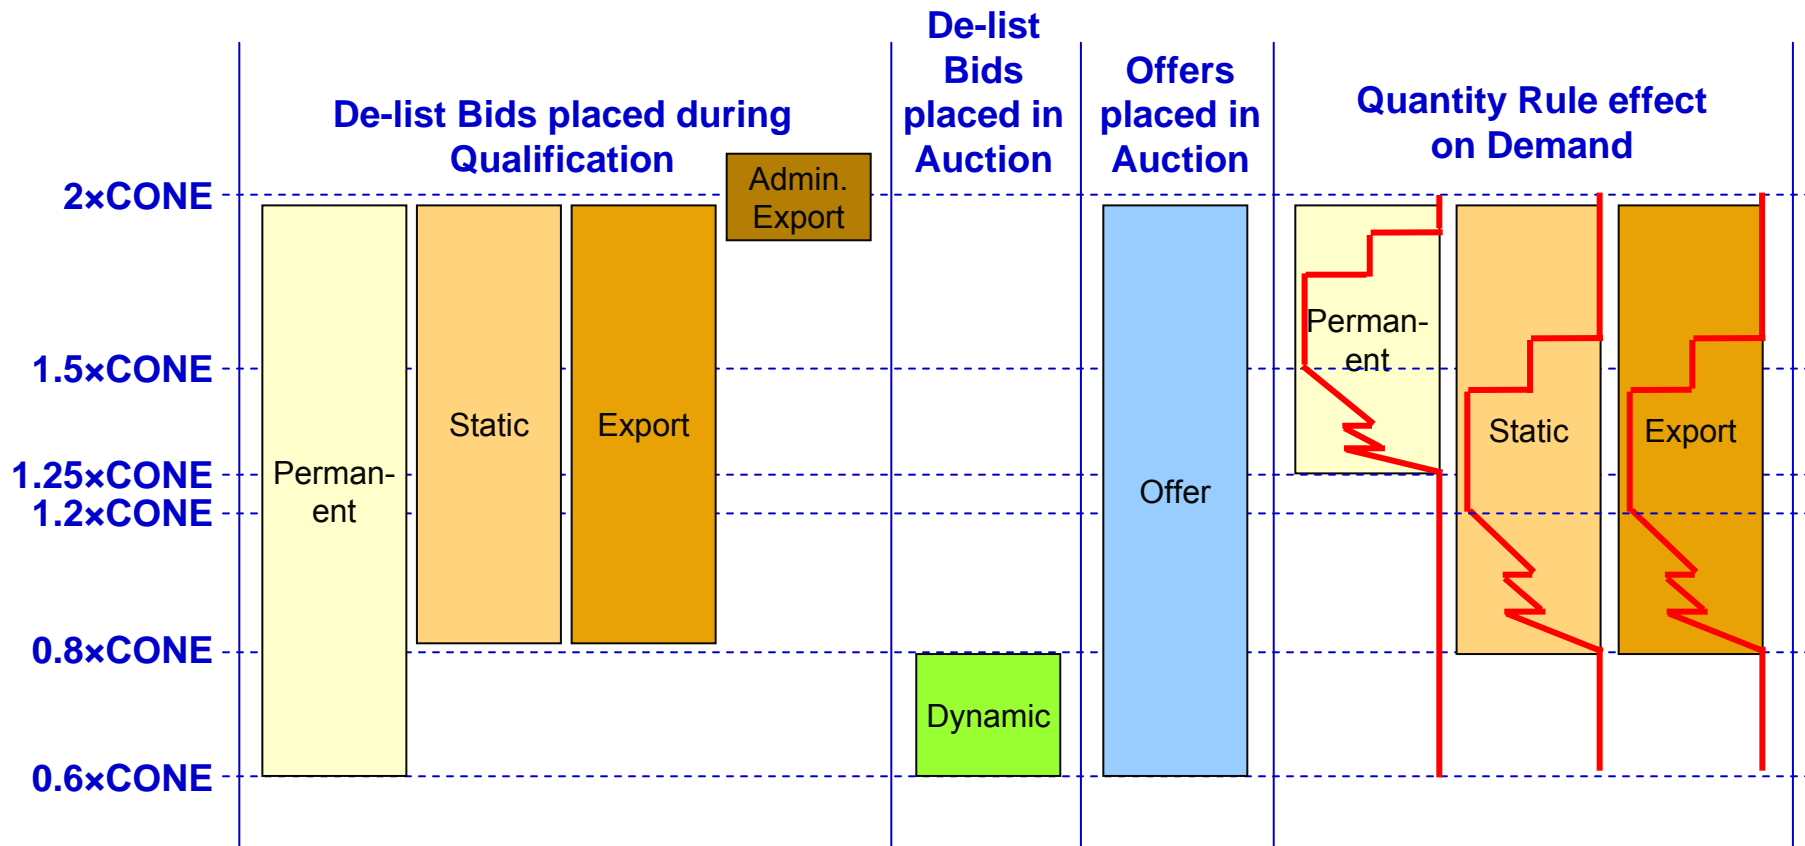 De-list Bids placed during
Qualification
De-list
Bids
placed in
Auction
Offers
placed in
Auction
Quantity Rule effect
on Demand
2×CONE
1.5×CONE
1.25×CONE
1.2×CONE
0.8×CONE
0.6×CONE
Perman-
ent
Static
Export
Admin.
Export
Dynamic
Offer
Perman-
ent
Static
Export